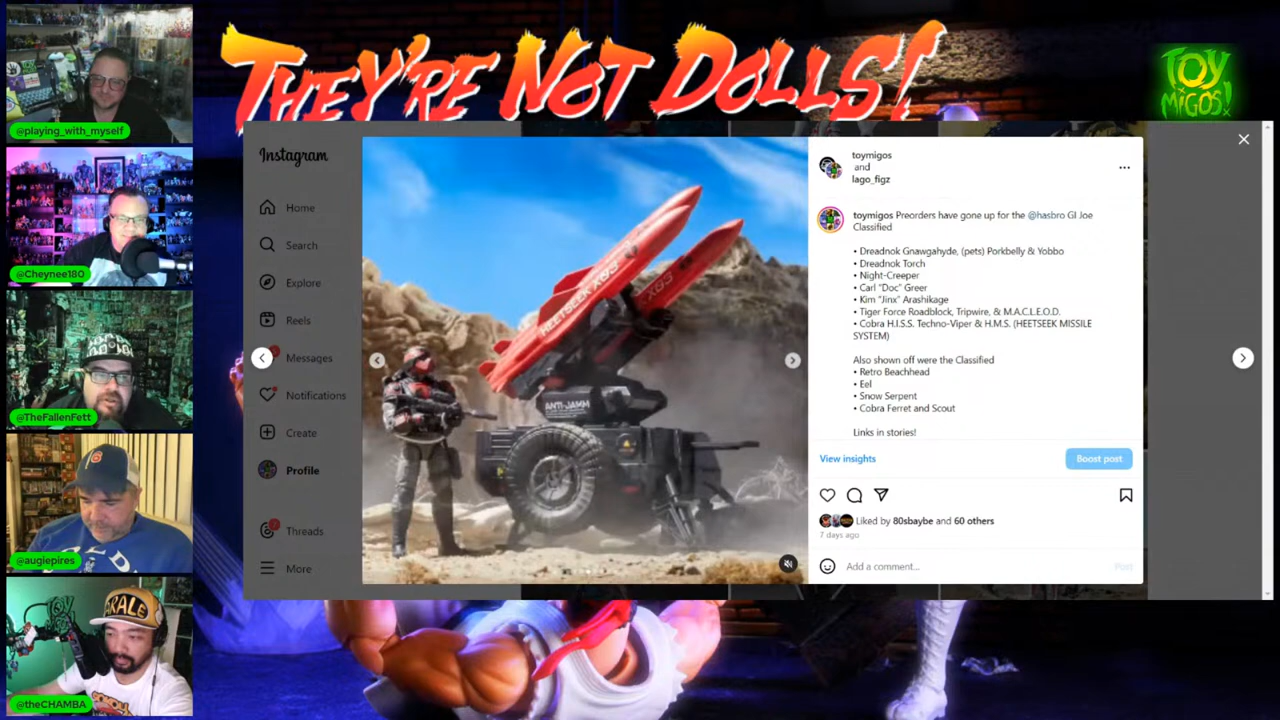 THEY'RE NOT DOLLS!
TOY
MIGOS!
@playing_with_myself
@Cheynee180
@TheFallenFett
@augiepires
@theCHAMBA
Instagram
Home
Search
Explore
Reels
Messages
Notifications
Create
Profile
Threads
More
HEETSEEK XG8
XG8
ANTI-JAMM
toymigos
and
lago_figz
toymigos Preorders have gone up for the @hasbro GI Joe
Classified
• Dreadnok Gnawgahyde, (pets) Porkbelly & Yobbo
• Dreadnok Torch
• Night-Creeper
• Carl "Doc" Greer
• Kim "Jinx" Arashikage
• Tiger Force Roadblock, Tripwire, & M.A.C.L.E.O.D.
• Cobra H.I.S.S. Techno-Viper & H.M.S. (HEETSEEK MISSILE
SYSTEM)
Also shown off were the Classified
• Retro Beachhead
• Eel
• Snow Serpent
• Cobra Ferret and Scout
Links in stories!
View insights
Boost post
Liked by 80sbaybe and 60 others
7 days ago
Add a comment...
Post